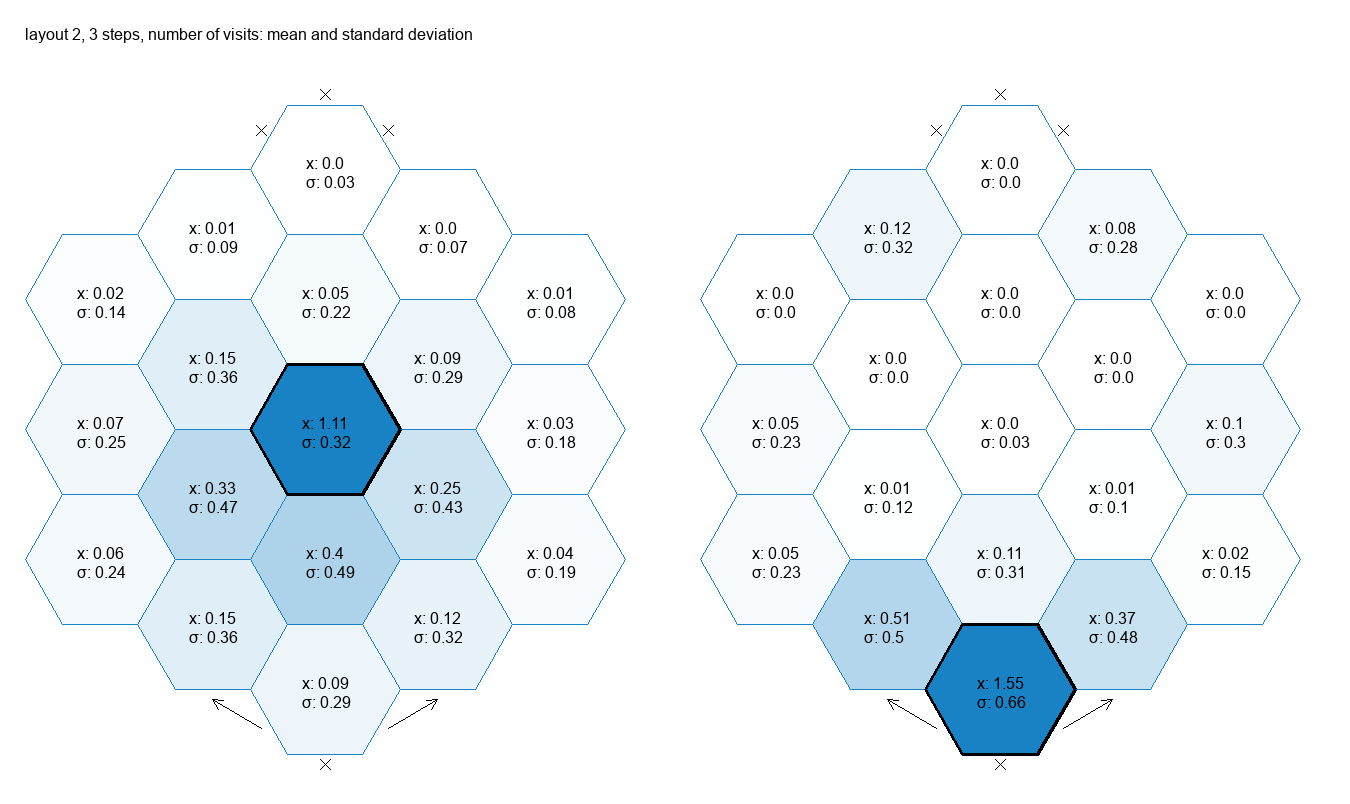 layout 2, 3 steps, number of visits: mean and standard deviation
x: 0.0
σ: 0.03
x: 0.01
σ: 0.09
x: 0.0
σ: 0.07
x: 0.02
σ: 0.14
x: 0.05
σ: 0.22
x: 0.01
σ: 0.08
x: 0.15
σ: 0.36
x: 0.09
σ: 0.29
x: 0.07
σ: 0.25
x: 1.11
σ: 0.32
x: 0.03
σ: 0.18
x: 0.33
σ: 0.47
x: 0.25
σ: 0.43
x: 0.06
σ: 0.24
x: 0.4
σ: 0.49
x: 0.04
σ: 0.19
x: 0.15
σ: 0.36
x: 0.12
σ: 0.32
x: 0.09
σ: 0.29
x: 0.0
σ: 0.0
x: 0.12
σ: 0.32
x: 0.08
σ: 0.28
x: 0.0
σ: 0.0
x: 0.0
σ: 0.0
x: 0.0
σ: 0.0
x: 0.0
σ: 0.0
x: 0.0
σ: 0.0
x: 0.05
σ: 0.23
x: 0.0
σ: 0.03
x: 0.1
σ: 0.3
x: 0.01
σ: 0.12
x: 0.01
σ: 0.1
x: 0.05
σ: 0.23
x: 0.11
σ: 0.31
x: 0.02
σ: 0.15
x: 0.51
σ: 0.5
x: 0.37
σ: 0.48
x: 1.55
σ: 0.66